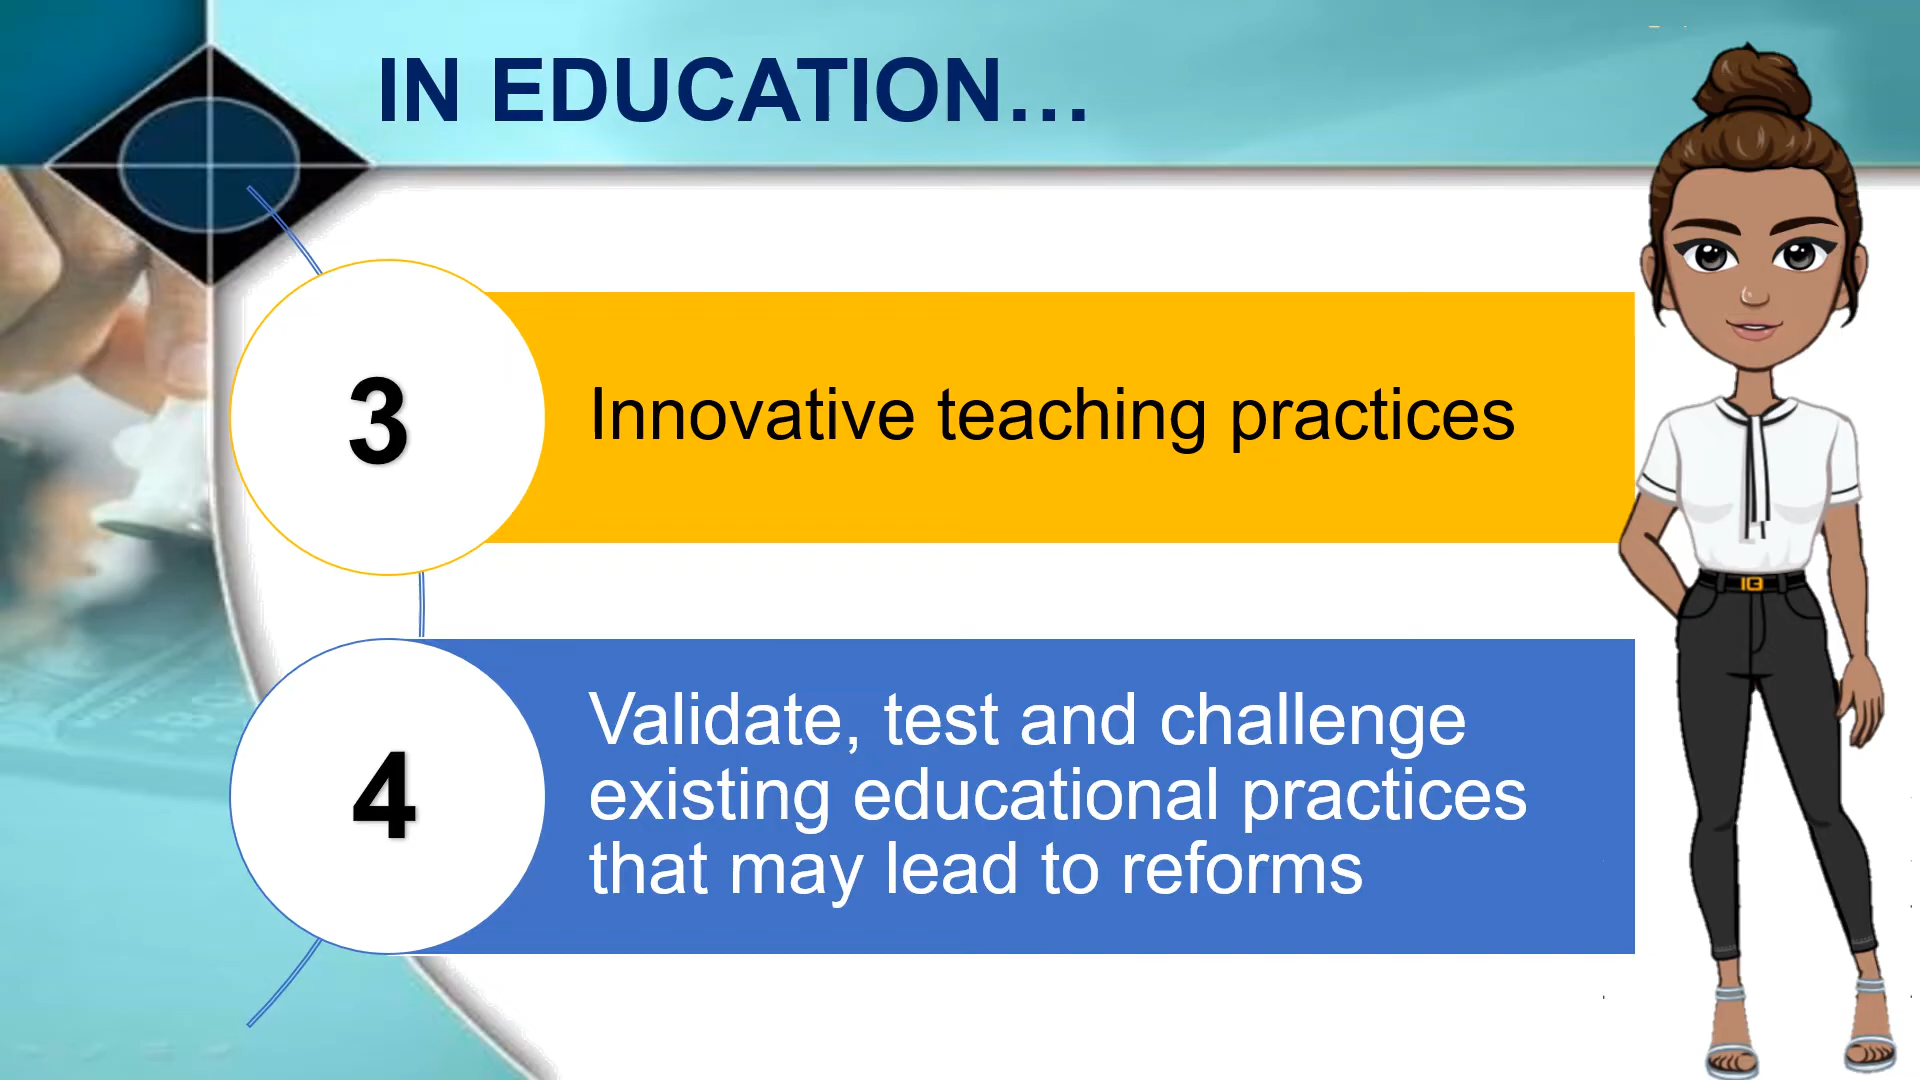 IN EDUCATION...
3
Innovative teaching practices
4
Validate, test and challenge
existing educational practices
that may lead to reforms